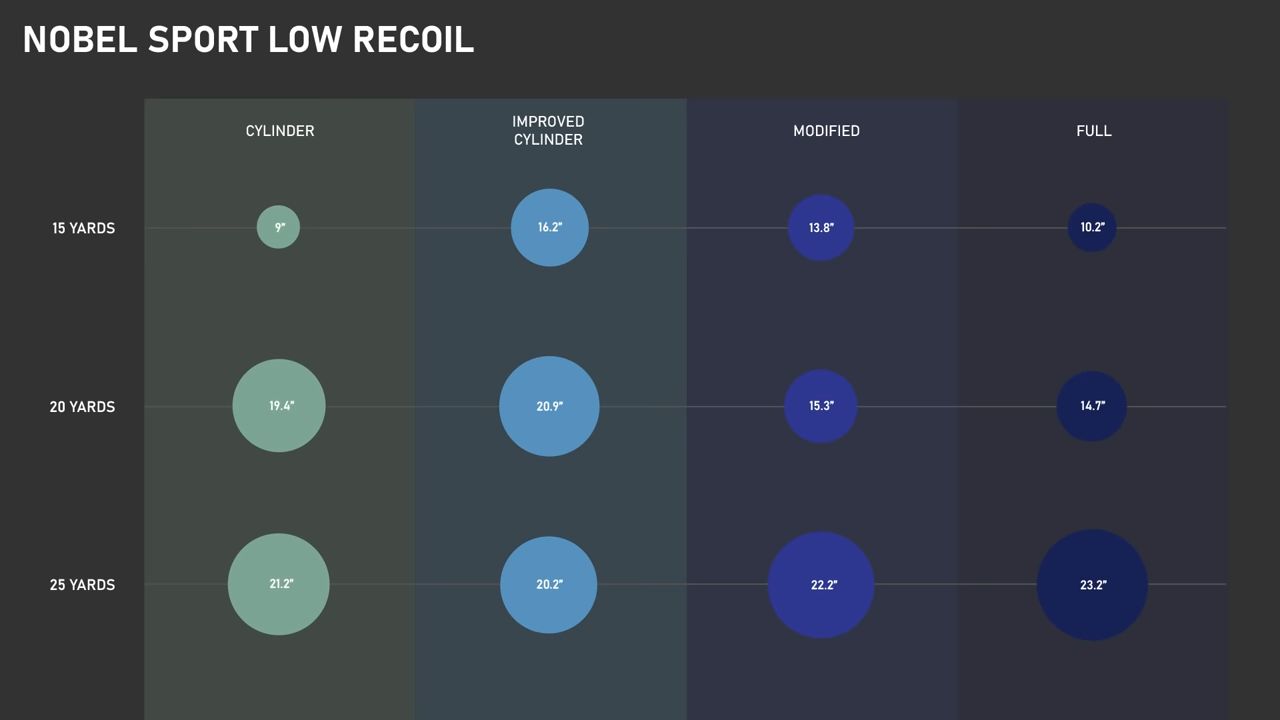 NOBEL SPORT LOW RECOIL
CYLINDER
IMPROVED
CYLINDER
MODIFIED
FULL
15 YARDS
9”
16.2”
13.8”
10.2”
20 YARDS
19.4”
20.9”
15.3”
14.7”
25 YARDS
21.2”
20.2”
22.2”
23.2”